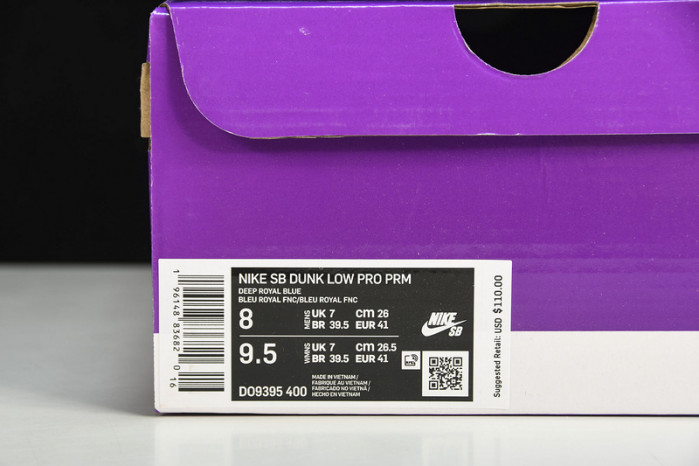 1 96148 83682 0
16
NIKE SB DUNK LOW PRO PRM
DEEP ROYAL BLUE
BLEU ROYAL FNC/BLEU ROYAL FNC
8 MENS UK 7 cm 26
BR 39.5 EUR 41
9.5 WMNS UK 7 cm 26.5
BR 39.5 EUR 41
DO9395 400
MADE IN VIETNAM /
FABRIQUÉ AU VIETNAM /
FABRICADO NO VIETNÃ /
HECHO EN VIETNAM
NIKE
SB
Suggested Retail: USD $110.00